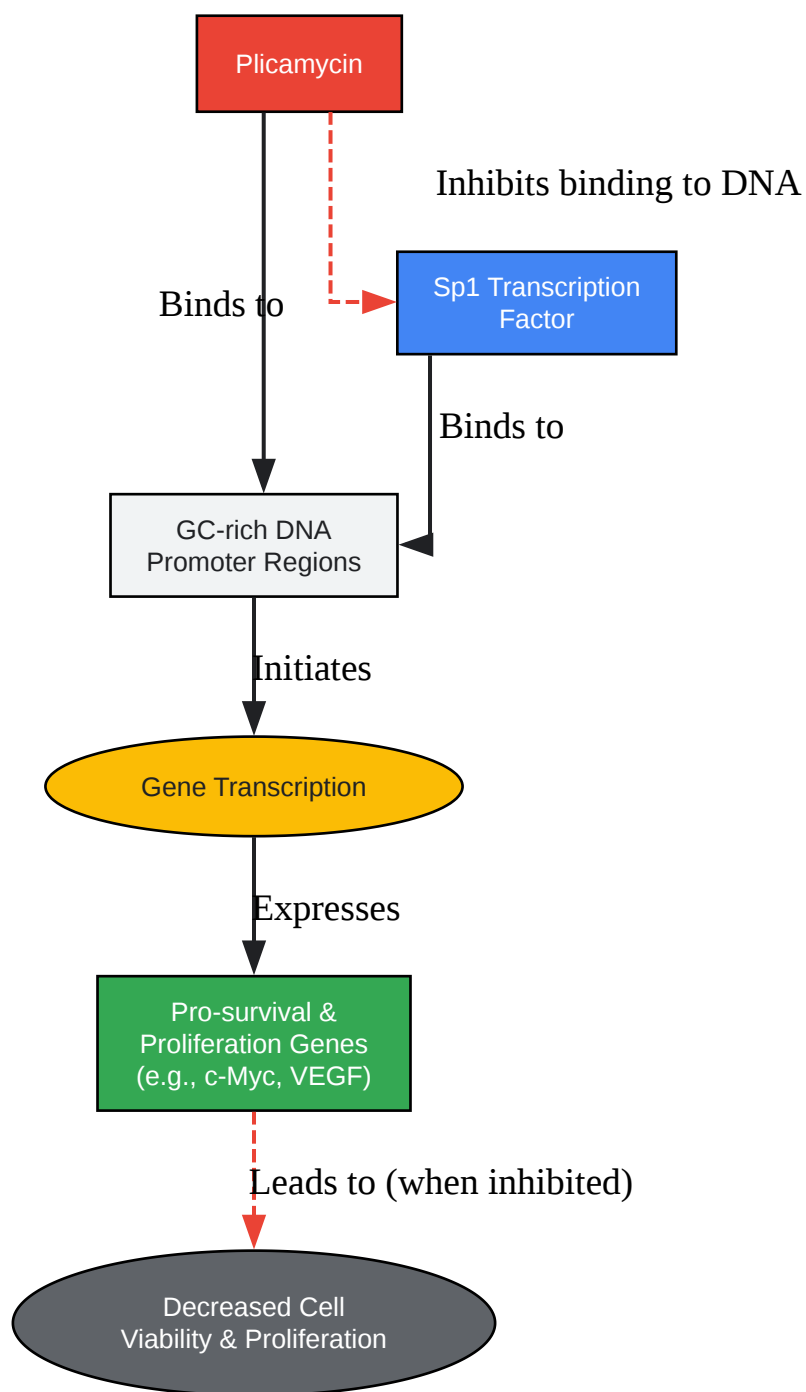 Plicamycin
Inhibits binding to DNA
Sp1 Transcription
Factor
Binds to
Binds to
GC-rich DNA
Promoter Regions
Initiates
Gene Transcription
Expresses
Pro-survival &
Proliferation Genes
(e.g., c-Myc, VEGF)
Leads to (when inhibited)
Decreased Cell
Viability & Proliferation